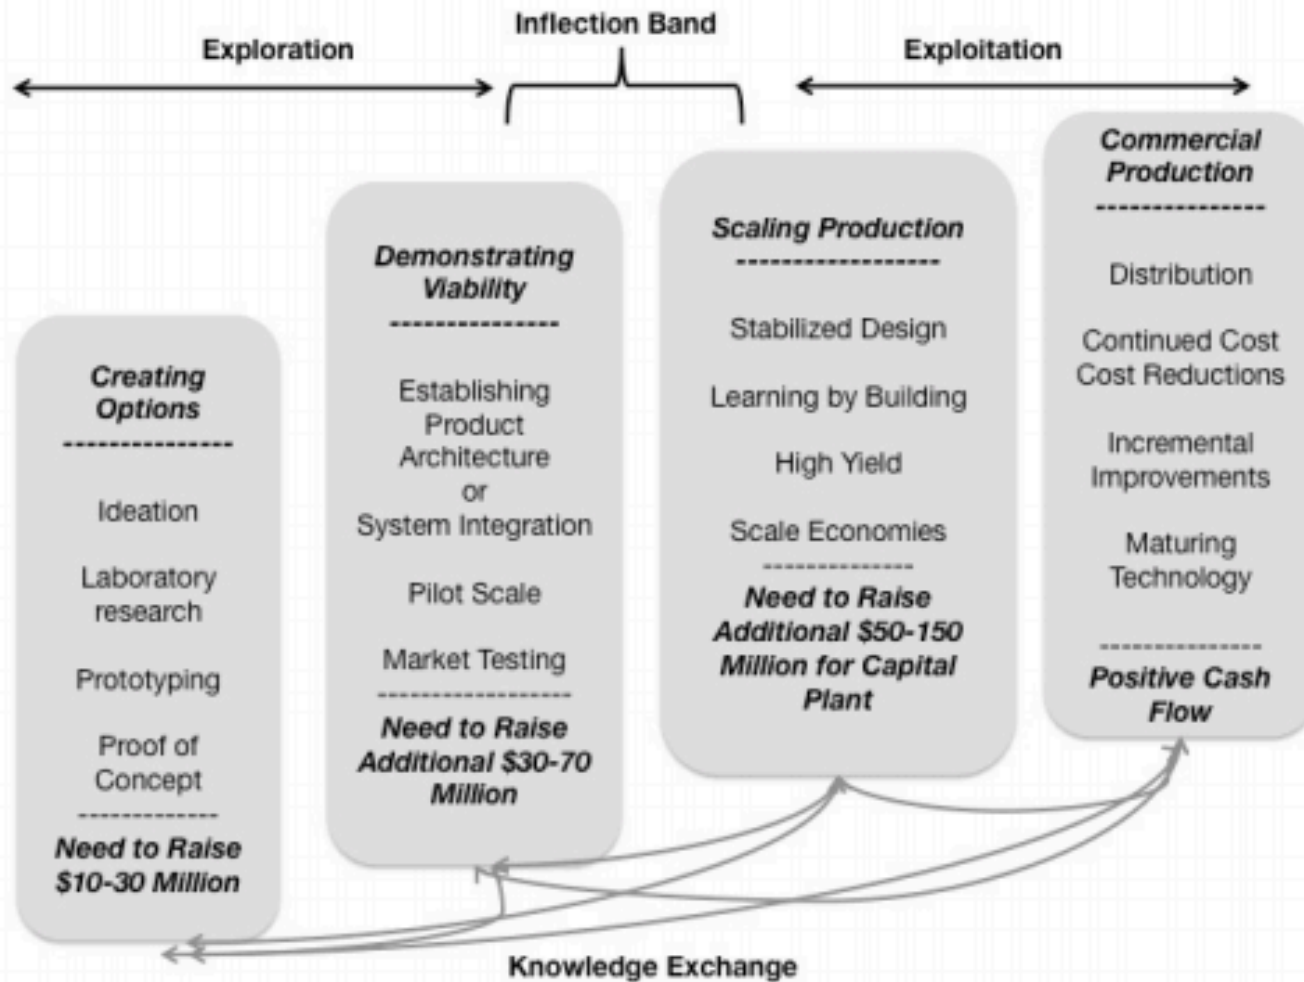 Inflection Band
Exploration
Exploitation
Creating
Options
---------------
Ideation
Laboratory
research
Prototyping
Proof of
Concept
-------------
Need to Raise
$10-30 Million
Demonstrating
Viability
---------------
Establishing
Product
Architecture
or
System Integration
Pilot Scale
Market Testing
------------------
Need to Raise
Additional $30-70
Million
Scaling Production
------------------
Stabilized Design
Learning by Building
High Yield
Scale Economies
--------------
Need to Raise
Additional $50-150
Million for Capital
Plant
Commercial
Production
---------------
Distribution
Continued Cost
Cost Reductions
Incremental
Improvements
Maturing
Technology
---------------
Positive Cash
Flow
Knowledge Exchange